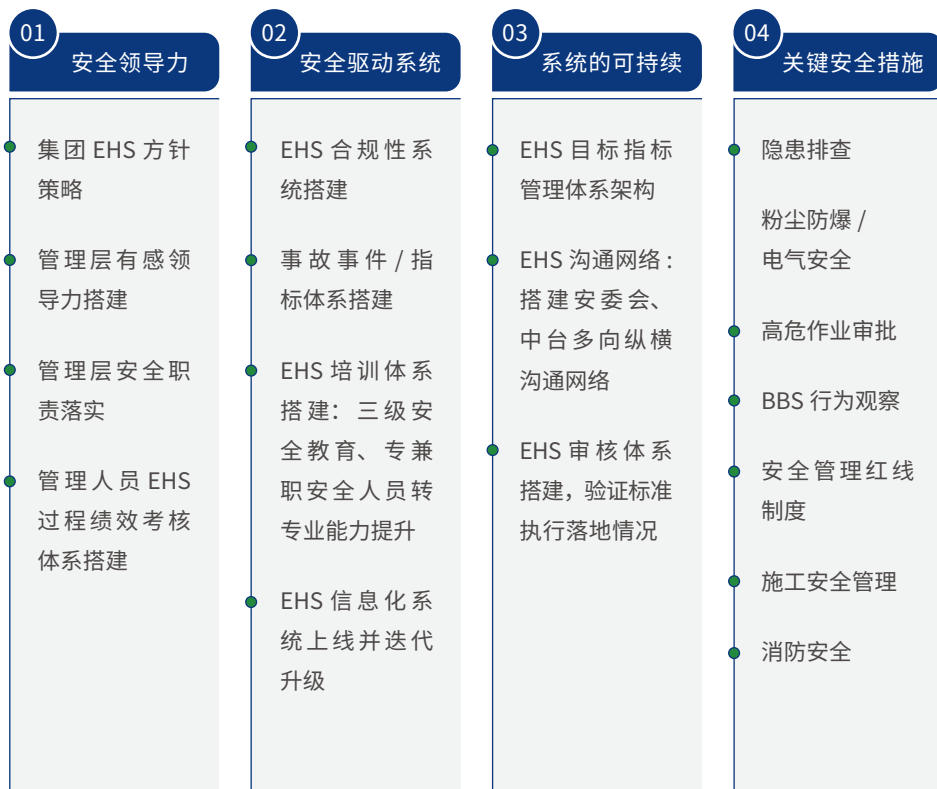 01
安全领导力
集团 EHS 方针
策略
管理层有感领
导力搭建
管理层安全职
责落实
管理人员 EHS
过程绩效考核
体系搭建
02
安全驱动系统
EHS 合规性系
统搭建
事故事件 / 指
标体系搭建
EHS 培训体系
搭建：三级安
全教育、专兼
职安全人员转
专业能力提升
EHS 信息化系
统上线并迭代
升级
03
系统的可持续
EHS 目标指标
管理体系架构
EHS 沟通网络：
搭建安委会、
中台多向纵横
沟通网络
EHS 审核体系
搭建，验证标准
执行落地情况
04
关键安全措施
隐患排查
粉尘防爆 /
电气安全
高危作业审批
BBS 行为观察
安全管理红线
制度
施工安全管理
消防安全